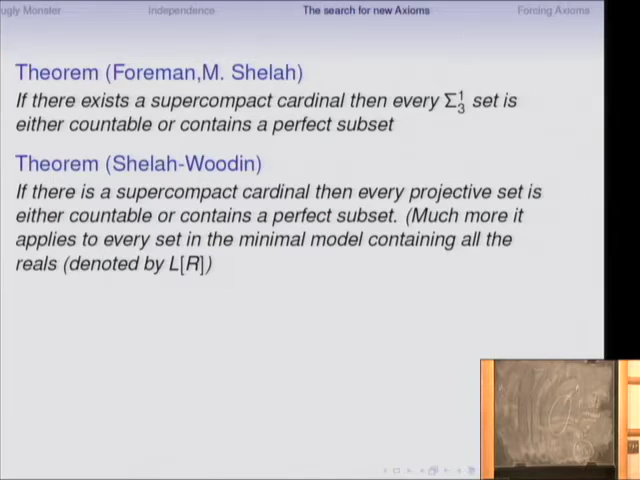 ugly Monster Independence The search for new Axioms Forcing Axioms
Theorem (Foreman,M. Shelah)
If there exists a supercompact cardinal then every Σ¹₃ set is
either countable or contains a perfect subset
Theorem (Shelah-Woodin)
If there is a supercompact cardinal then every projective set is
either countable or contains a perfect subset. (Much more it
applies to every set in the minimal model containing all the
reals (denoted by L[R])